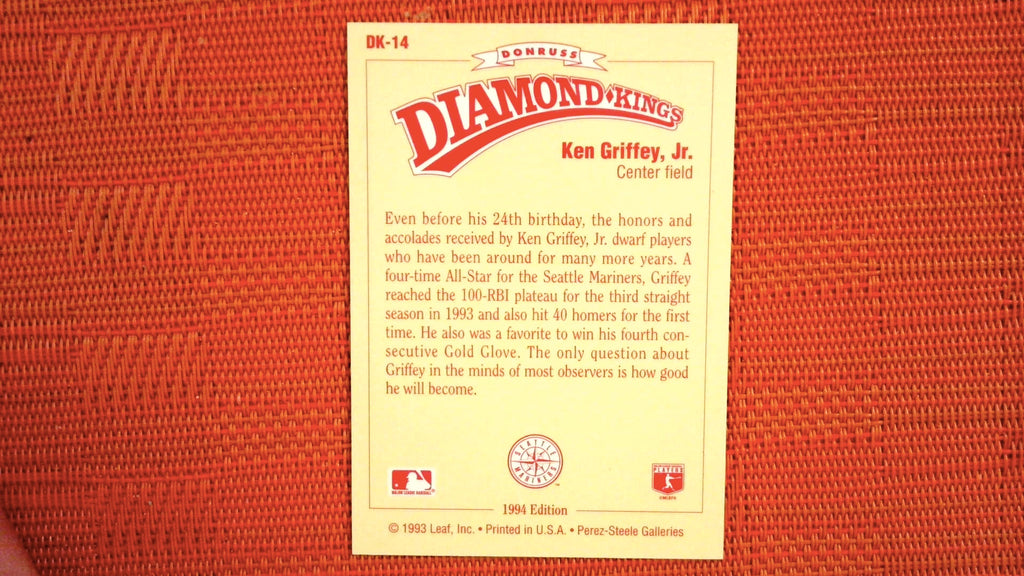 DK-14
DONRUSS
DIAMOND KINGS
Ken Griffey, Jr.
Center field
Even before his 24th birthday, the honors and
accolades received by Ken Griffey, Jr. dwarf players
who have been around for many more years. A
four-time All-Star for the Seattle Mariners, Griffey
reached the 100-RBI plateau for the third straight
season in 1993 and also hit 40 homers for the first
time. He also was a favorite to win his fourth con-
secutive Gold Glove. The only question about
Griffey in the minds of most observers is how good
he will become.
SEATTLE
MARINERS
TM
MAJOR LEAGUE BASEBALL
PLAYERS
1994 Edition
© 1993 Leaf, Inc. • Printed in U.S.A. • Perez-Steele Galleries